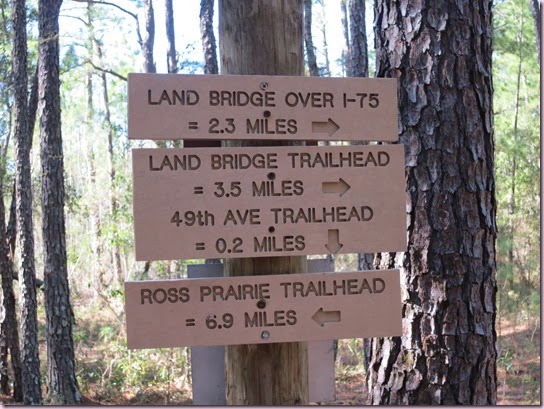 LAND BRIDGE OVER I-75
= 2.3 MILES →
LAND BRIDGE TRAILHEAD
= 3.5 MILES →
49th AVE TRAILHEAD
= 0.2 MILES ↓
ROSS PRAIRIE TRAILHEAD
= 6.9 MILES ←